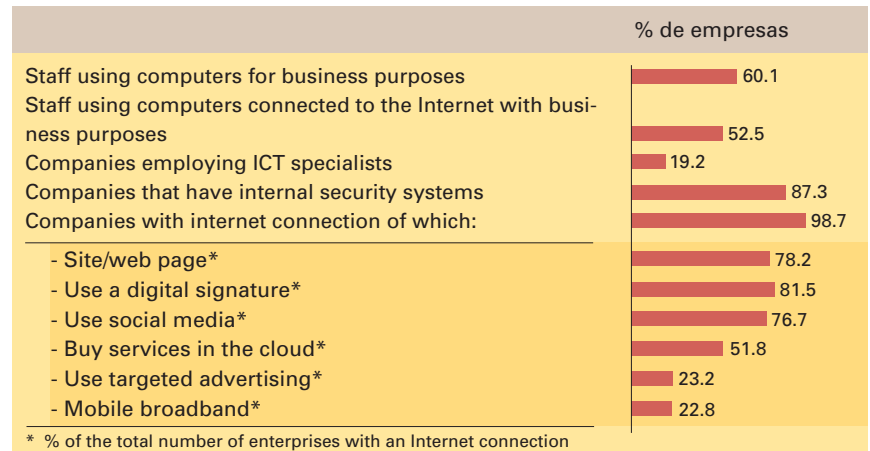 % de empresas
Staff using computers for business purposes 60.1
Staff using computers connected to the Internet with busi-
ness purposes 52.5
Companies employing ICT specialists 19.2
Companies that have internal security systems 87.3
Companies with internet connection of which: 98.7
- Site/web page* 78.2
- Use a digital signature* 81.5
- Use social media* 76.7
- Buy services in the cloud* 51.8
- Use targeted advertising* 23.2
- Mobile broadband* 22.8
* % of the total number of enterprises with an Internet connection